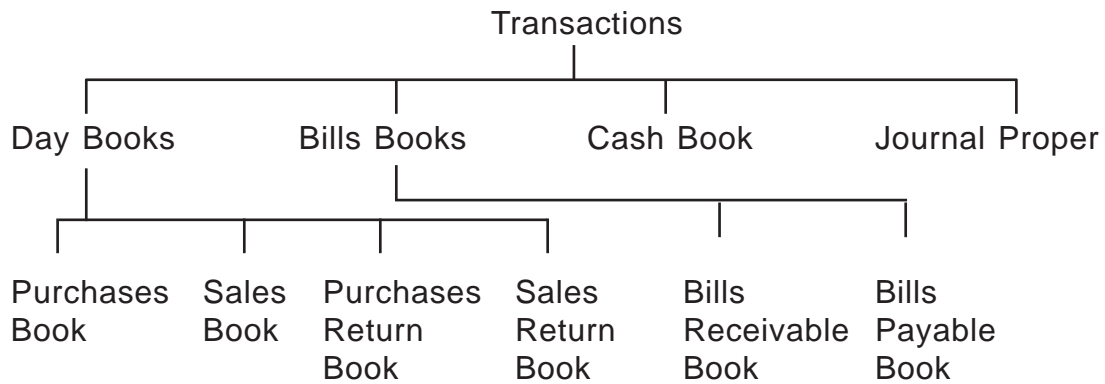 Transactions
Day Books Bills Books Cash Book Journal Proper
Purchases Book
Sales Book
Purchases Return Book
Sales Return Book
Bills Receivable Book
Bills Payable Book